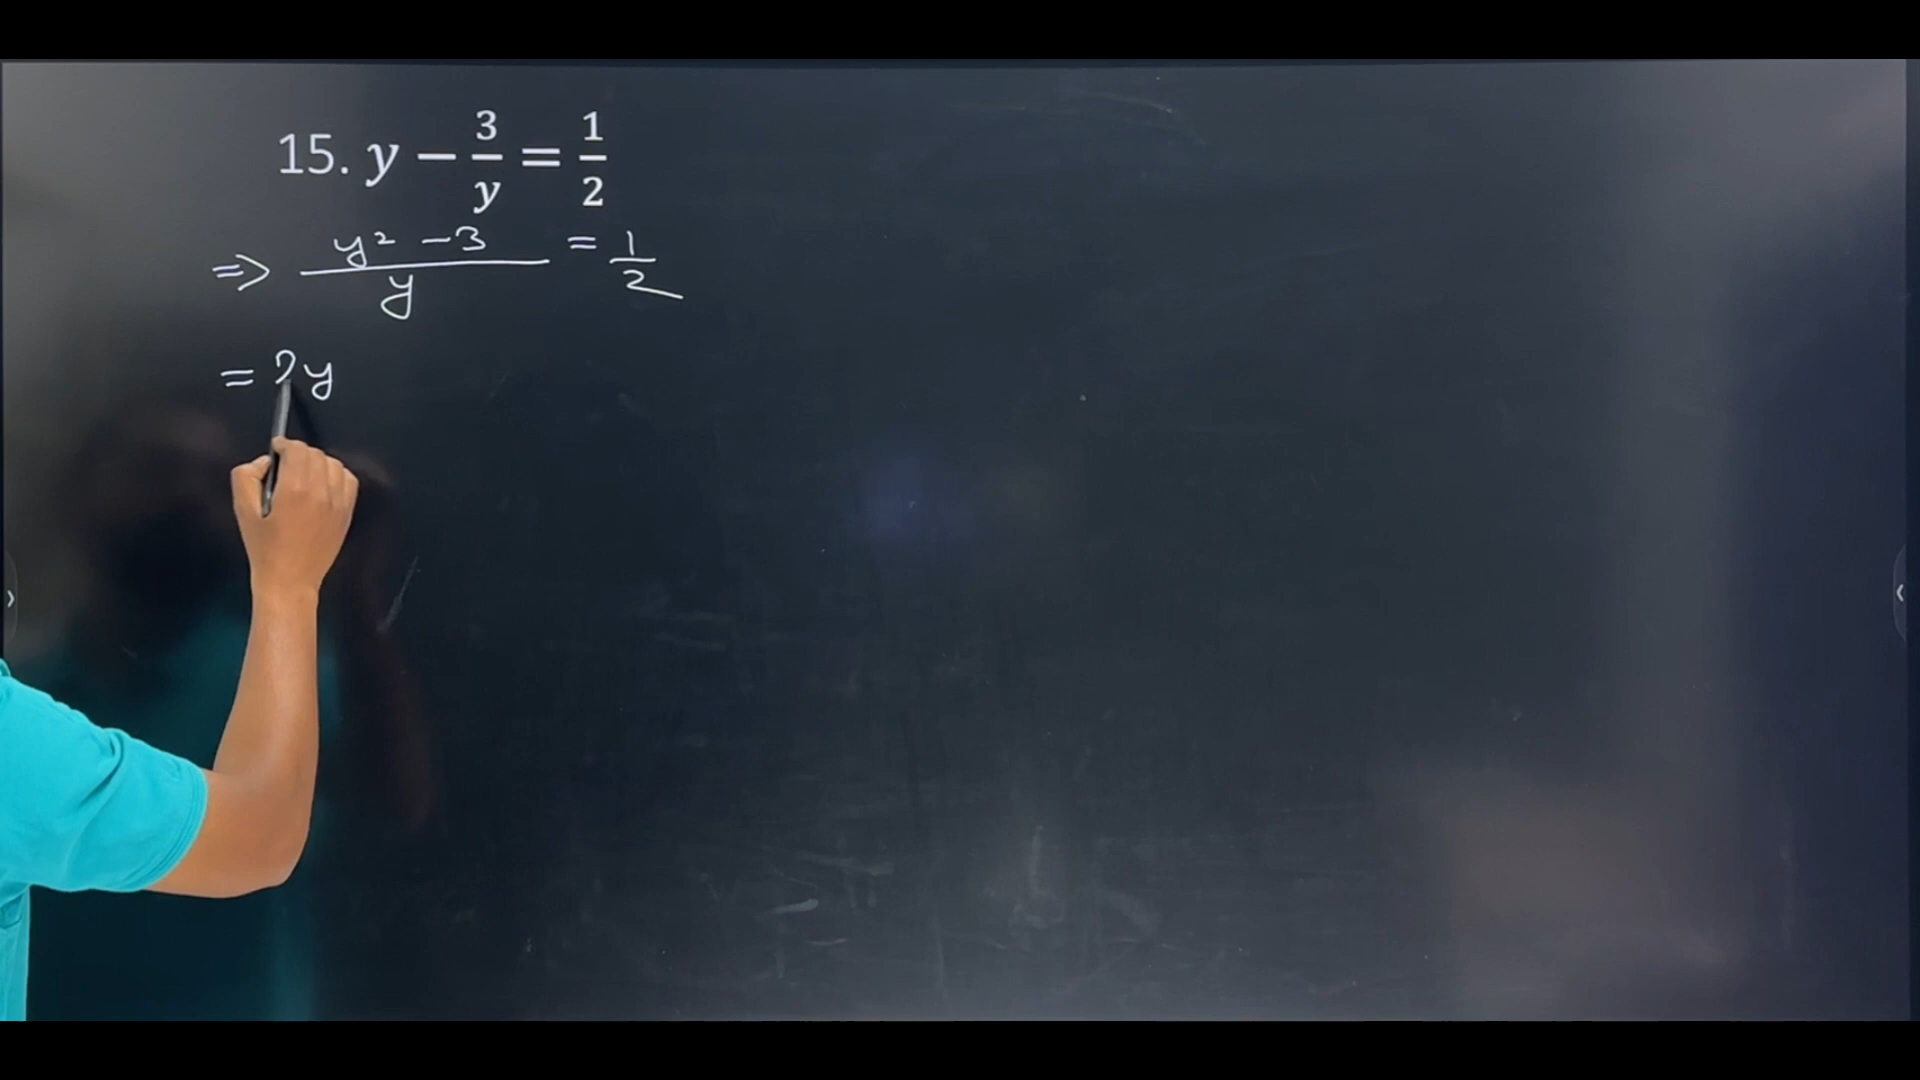 15. y − 3/y = 1/2
=> y² − 3 / y = 1/2
= 2y